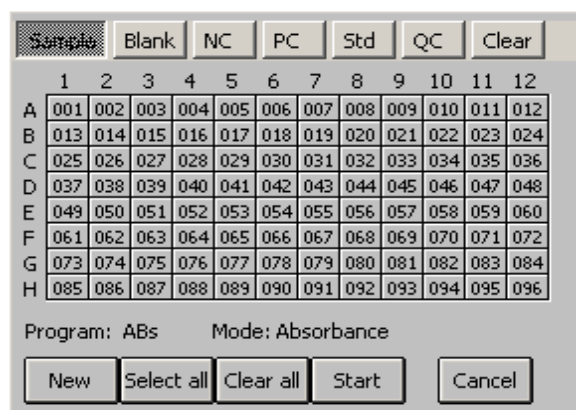 Sample Blank NC PC Std QC Clear
1 2 3 4 5 6 7 8 9 10 11 12
A 001 002 003 004 005 006 007 008 009 010 011 012
B 013 014 015 016 017 018 019 020 021 022 023 024
C 025 026 027 028 029 030 031 032 033 034 035 036
D 037 038 039 040 041 042 043 044 045 046 047 048
E 049 050 051 052 053 054 055 056 057 058 059 060
F 061 062 063 064 065 066 067 068 069 070 071 072
G 073 074 075 076 077 078 079 080 081 082 083 084
H 085 086 087 088 089 090 091 092 093 094 095 096
Program: ABs Mode: Absorbance
New Select all Clear all Start Cancel